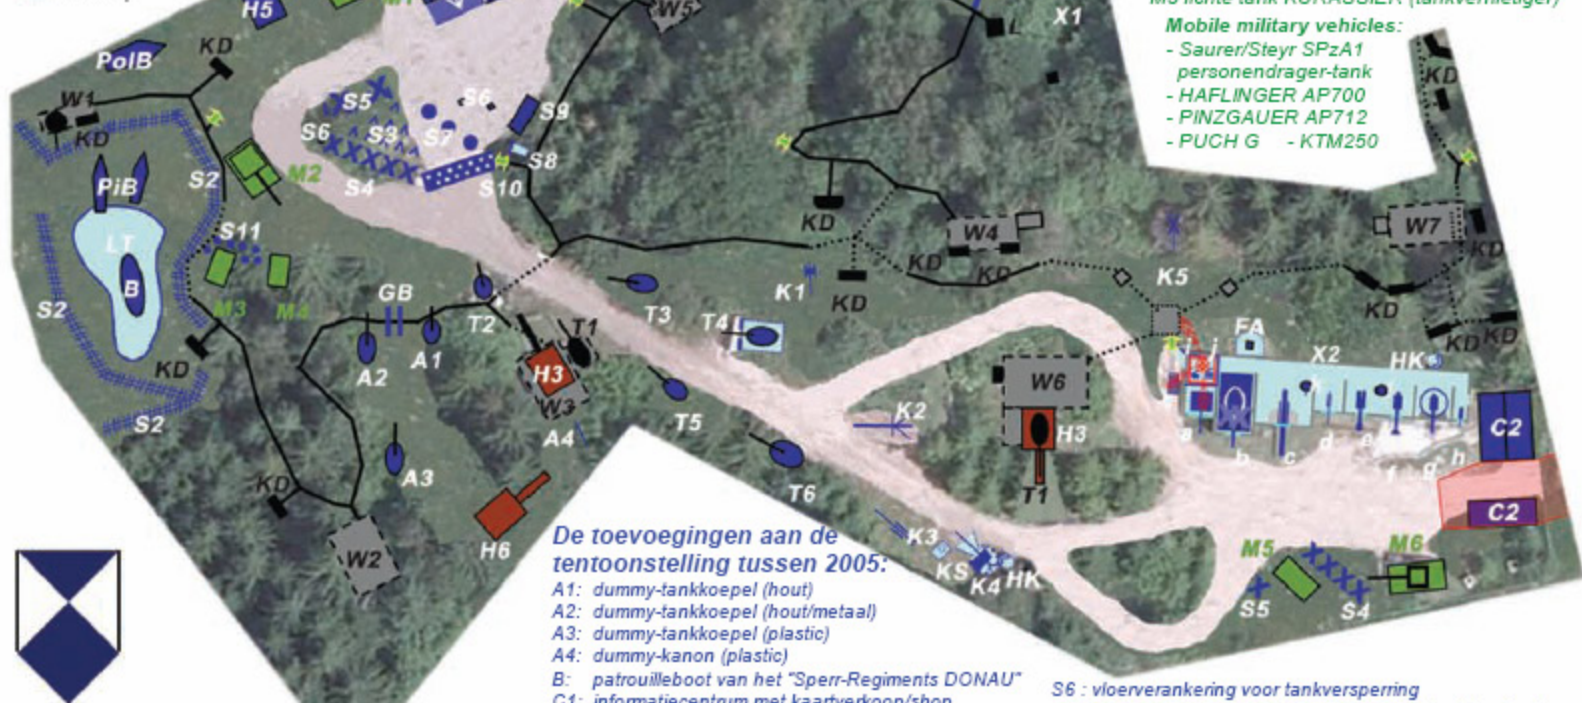 H5
W5
L
X1
Mobile military vehicles:
- Saurer/Steyr SPzA1
personendrager-tank
- HAFLINGER AP700
- PINZGAUER AP712
- PUCH G - KTM250
PolB
KD
W1
KD
S5
S6
S9
S6
S3
S7
S8
S4
S10
M2
S2
PiB
KD
W4
W7
KD
KD
KD
LT
S11
B
S2
M3
M4
GB
K1
KD
K5
KD
T2
T3
T4
T1
A2
A1
H3
W3
KD
S2
A4
T5
K2
W6
H3
T1
FA
X2
HK
KD
KD
a
b
c
d
e
f
g
h
i
j
C2
C2
A3
KD
W2
H6
T6
K3
KS
K4
HK
M5
M6
S5
S4
De toevoegingen aan de
tentoonstelling tussen 2005:
A1: dummy-tankkoepel (hout)
A2: dummy-tankkoepel (hout/metaal)
A3: dummy-tankkoepel (plastic)
A4: dummy-kanon (plastic)
B: patrouilleboot van het "Sperr-Regiments DONAU"
C1: informatiecentrum met kaartverkoop/shop
S6 : vloerverankering voor tankversperring